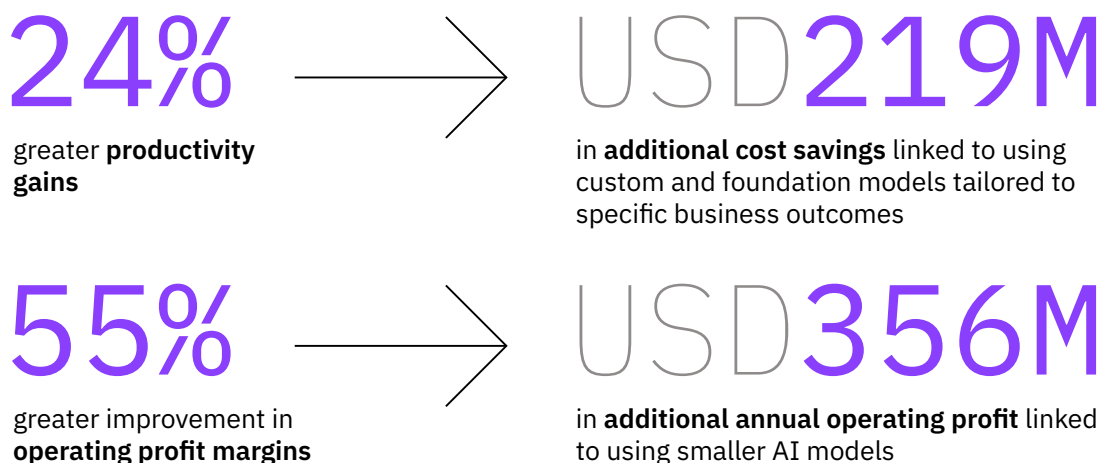 24%
USD219M
greater productivity
gains
in additional cost savings linked to using
custom and foundation models tailored to
specific business outcomes
55%
USD356M
greater improvement in
operating profit margins
in additional annual operating profit linked
to using smaller AI models